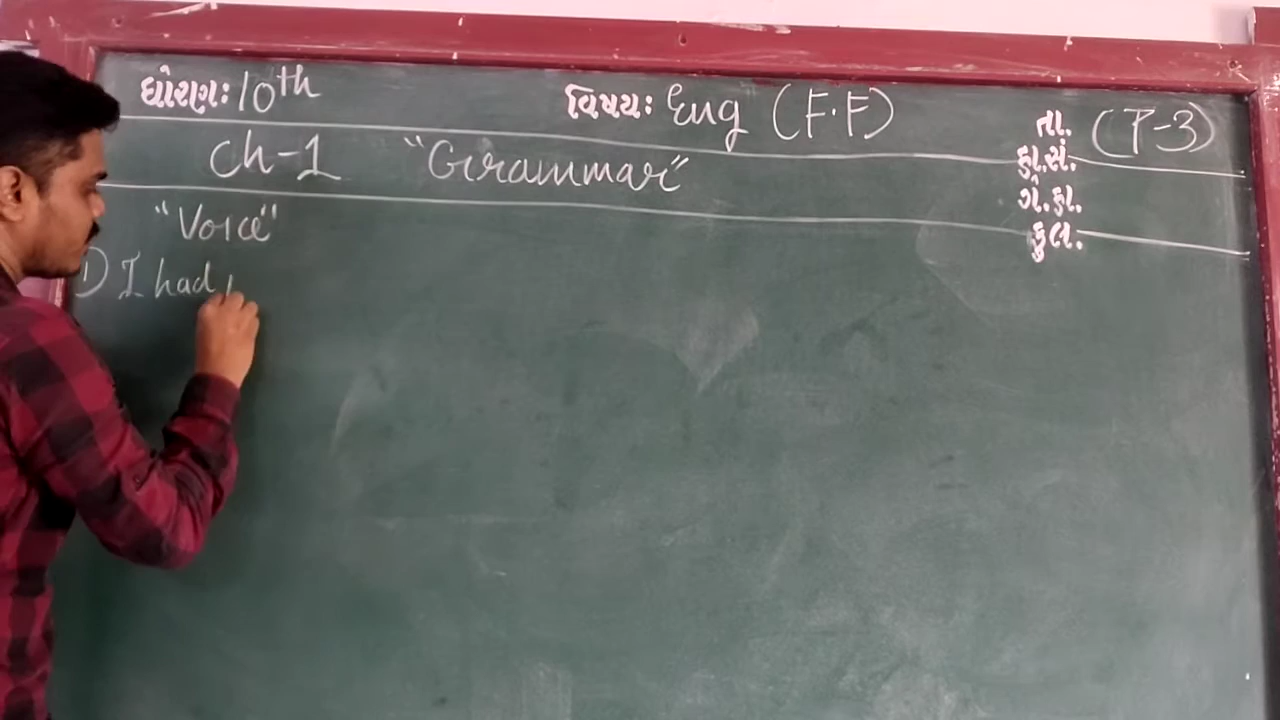 ધોરણઃ 10th વિષયઃ Eng (F.F) તા. (P-3)
Ch-1 "Grammar" હા.સં.
ગે.હા.
"Voice" કુલ.
1) I had